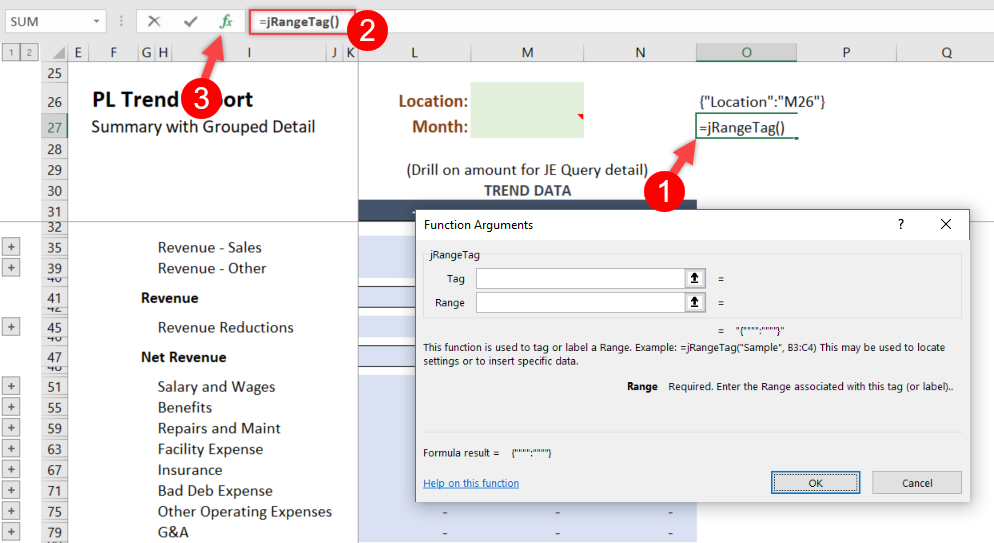 SUM fx =jRangeTag() 2
1 2 E F G H I J K L M N O P Q
25
3
26 PL Trend ort Location: {"Location":"M26"}
27 Summary with Grouped Detail Month: =jRangeTag()
28
29 (Drill on amount for JE Query detail)
30 TREND DATA
1
31
32
Function Arguments ? X
jRangeTag
Tag =
Range =
= "{"""":""""}"
This function is used to tag or label a Range. Example: =jRangeTag("Sample", B3:C4) This may be used to locate
settings or to insert specific data.
Range Required. Enter the Range associated with this tag (or label)..
Formula result = {"""":""""}
Help on this function OK Cancel
+ 35 Revenue - Sales
+ 39 Revenue - Other
40
41 Revenue
42
+ 45 Revenue Reductions
46
47 Net Revenue
48
+ 51 Salary and Wages
+ 55 Benefits
+ 59 Repairs and Maint
+ 63 Facility Expense
+ 67 Insurance
+ 71 Bad Deb Expense
+ 75 Other Operating Expenses - - -
+ 79 G&A - - -